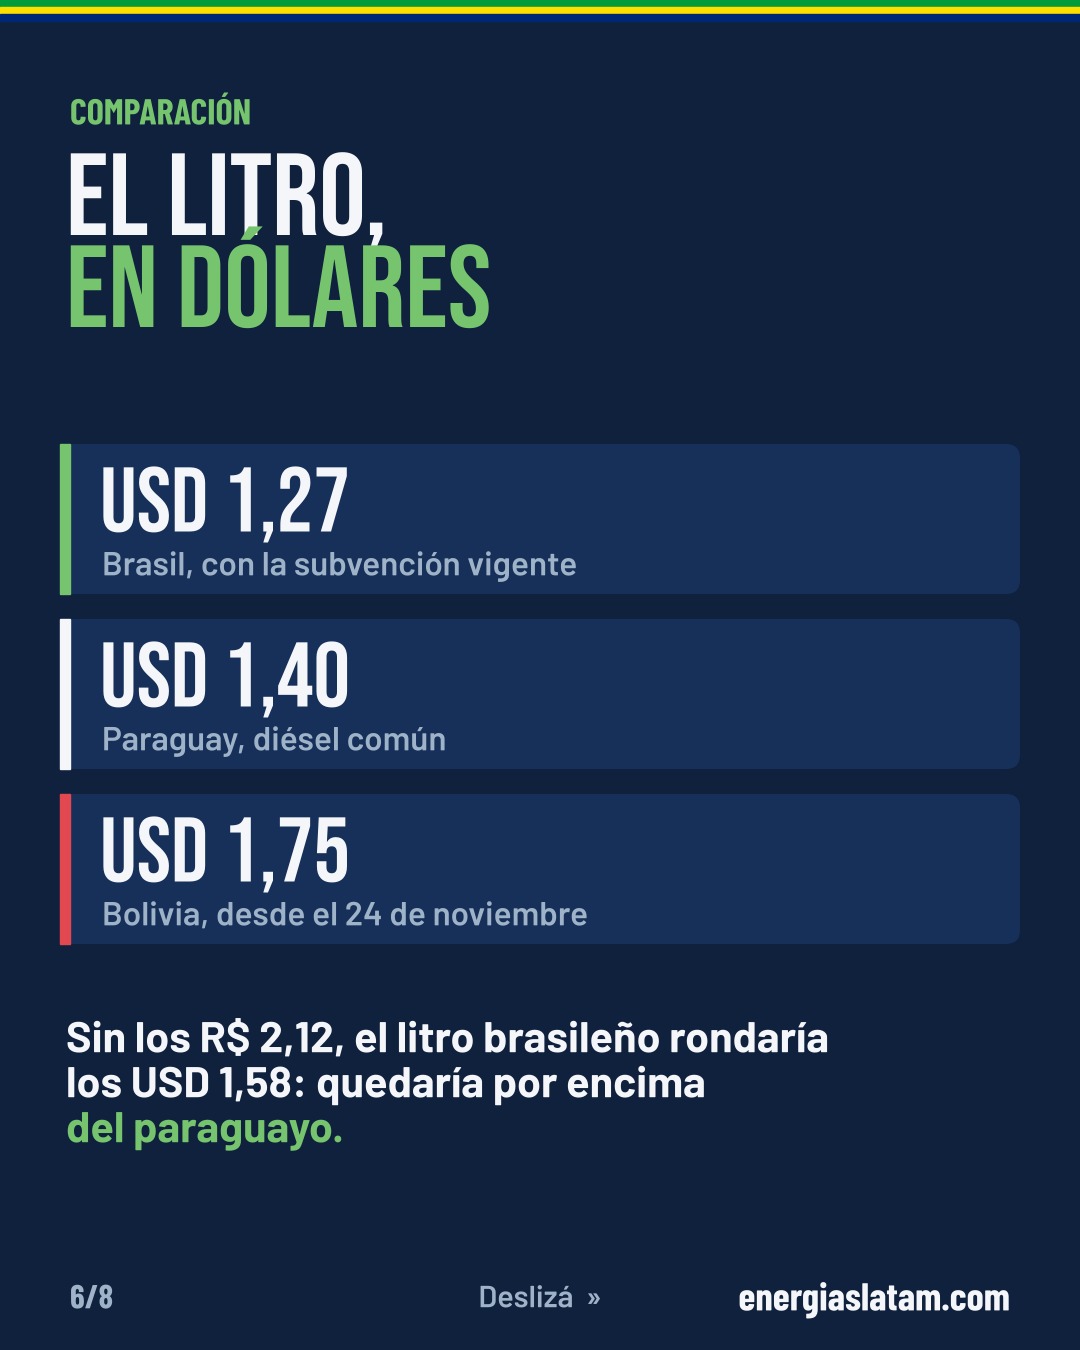 COMPARACIÓN
EL LITRO,
EN DÓLARES
USD 1,27
Brasil, con la subvención vigente
USD 1,40
Paraguay, diésel común
USD 1,75
Bolivia, desde el 24 de noviembre
Sin los R$ 2,12, el litro brasileño rondaría
los USD 1,58: quedaría por encima
del paraguayo.
6/8
Deslizá »
energiaslatam.com